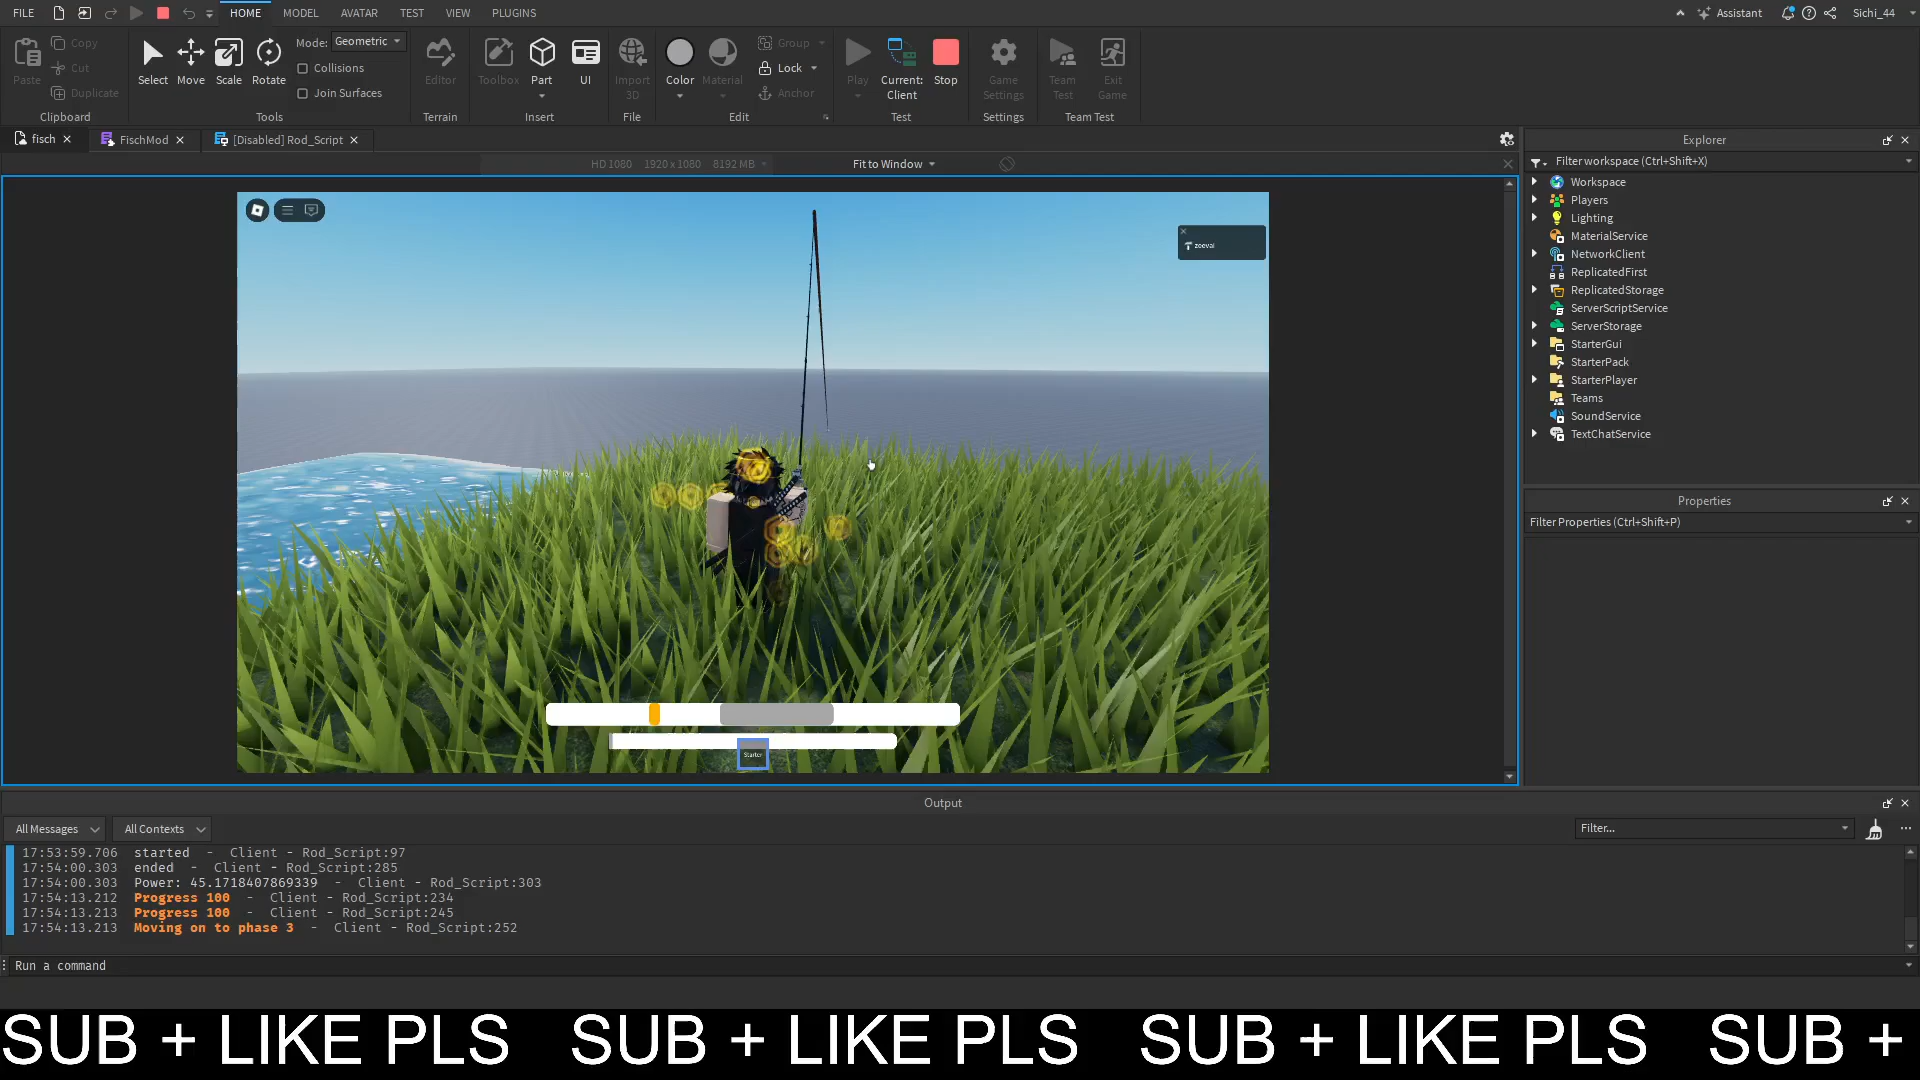 FILE
HOME
MODEL
AVATAR
TEST
VIEW
PLUGINS
Assistant
Sichi_44
Paste
Copy
Cut
Duplicate
Clipboard
Select
Move
Scale
Rotate
Mode: Geometric
Collisions
Join Surfaces
Tools
Editor
Terrain
Toolbox
Part
UI
Insert
Import
3D
File
Color
Material
Group
Lock
Anchor
Edit
Play
Current:
Client
Stop
Test
Game
Settings
Settings
Team
Test
Exit
Game
Team Test
fisch
FischMod
[Disabled] Rod_Script
HD 1080 1920 x 1080 8192 MB
Fit to Window
zeeval
Starter
Explorer
Filter workspace (Ctrl+Shift+X)
Workspace
Players
Lighting
MaterialService
NetworkClient
ReplicatedFirst
ReplicatedStorage
ServerScriptService
ServerStorage
StarterGui
StarterPack
StarterPlayer
Teams
SoundService
TextChatService
Properties
Filter Properties (Ctrl+Shift+P)
Output
All Messages
All Contexts
Filter...
17:53:59.706 started - Client - Rod_Script:97
17:54:00.303 ended - Client - Rod_Script:285
17:54:00.303 Power: 45.1718407869339 - Client - Rod_Script:303
17:54:13.212 Progress 100 - Client - Rod_Script:234
17:54:13.213 Progress 100 - Client - Rod_Script:245
17:54:13.213 Moving on to phase 3 - Client - Rod_Script:252
Run a command
SUB + LIKE PLS SUB + LIKE PLS SUB + LIKE PLS SUB +